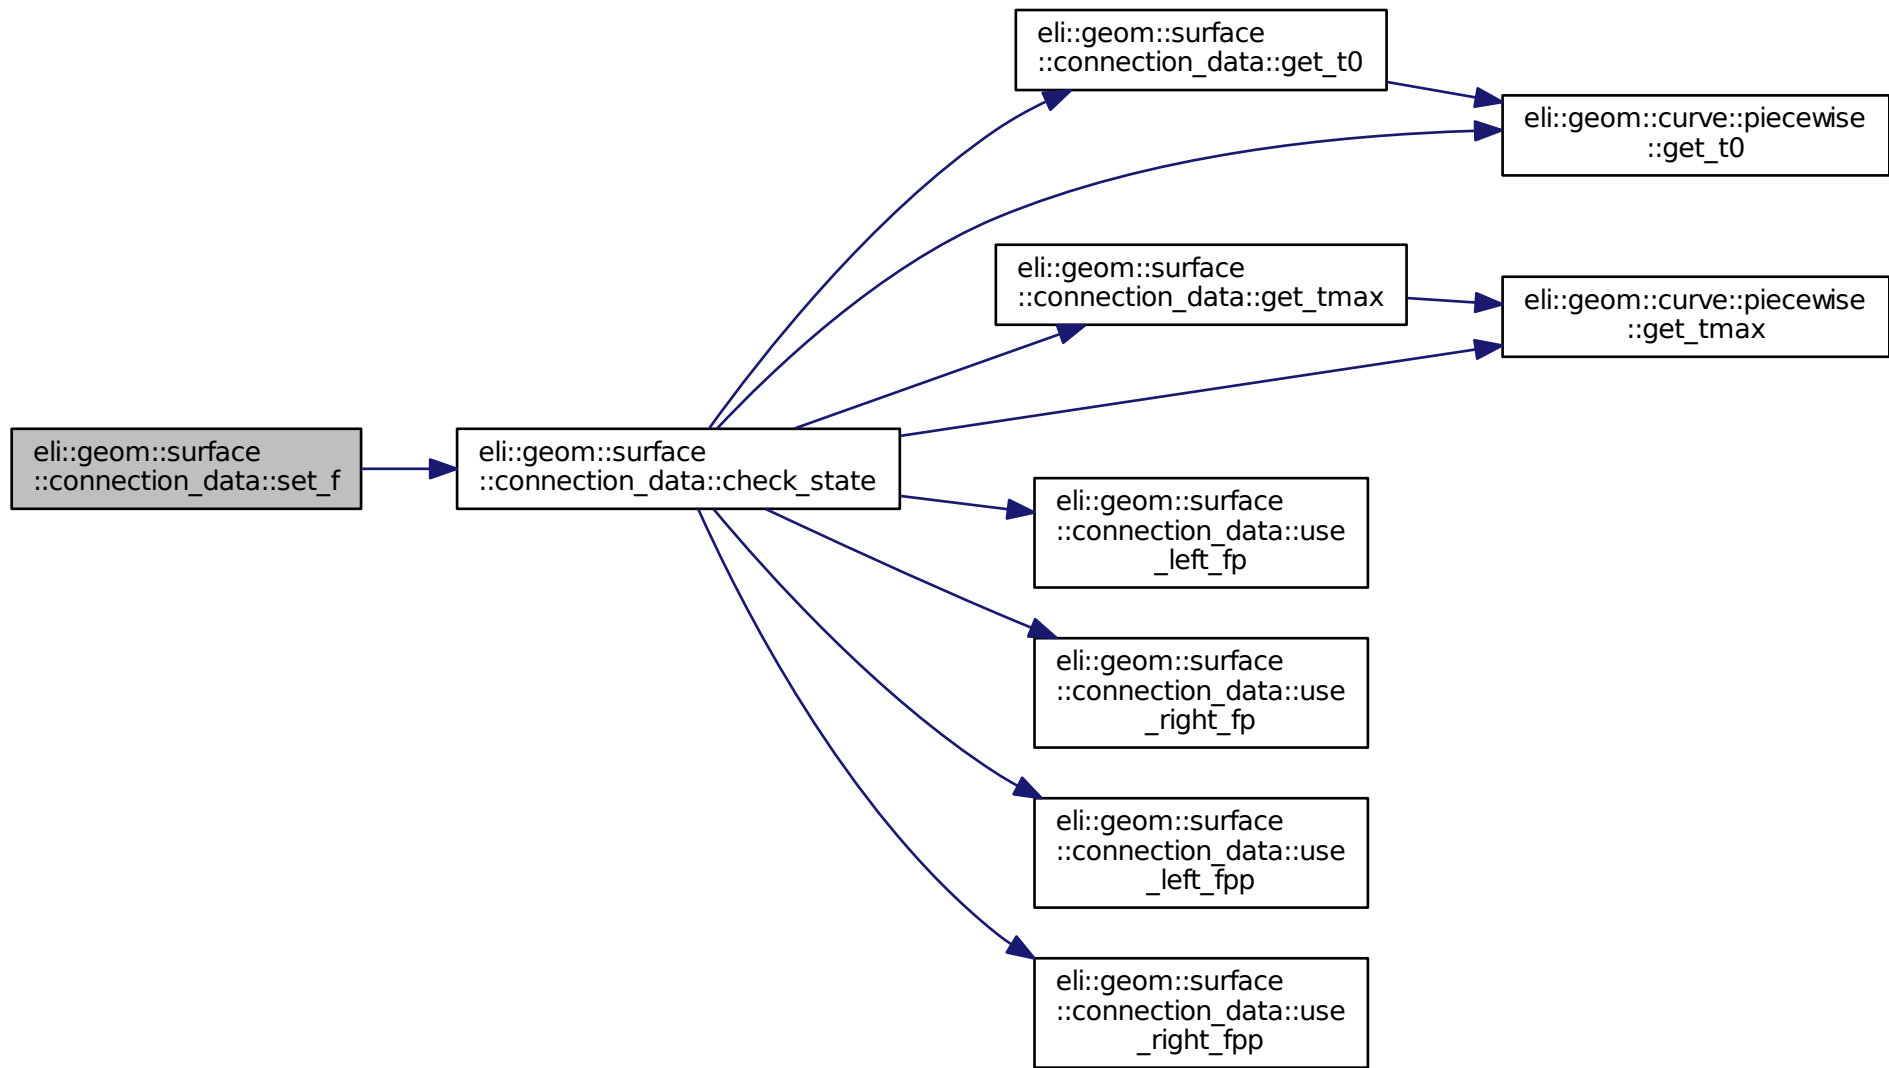 eli::geom::surface
::connection_data::get_t0
eli::geom::curve::piecewise
::get_t0
eli::geom::surface
::connection_data::get_tmax
eli::geom::curve::piecewise
::get_tmax
eli::geom::surface
::connection_data::set_f
eli::geom::surface
::connection_data::check_state
eli::geom::surface
::connection_data::use
_left_fp
eli::geom::surface
::connection_data::use
_right_fp
eli::geom::surface
::connection_data::use
_left_fpp
eli::geom::surface
::connection_data::use
_right_fpp